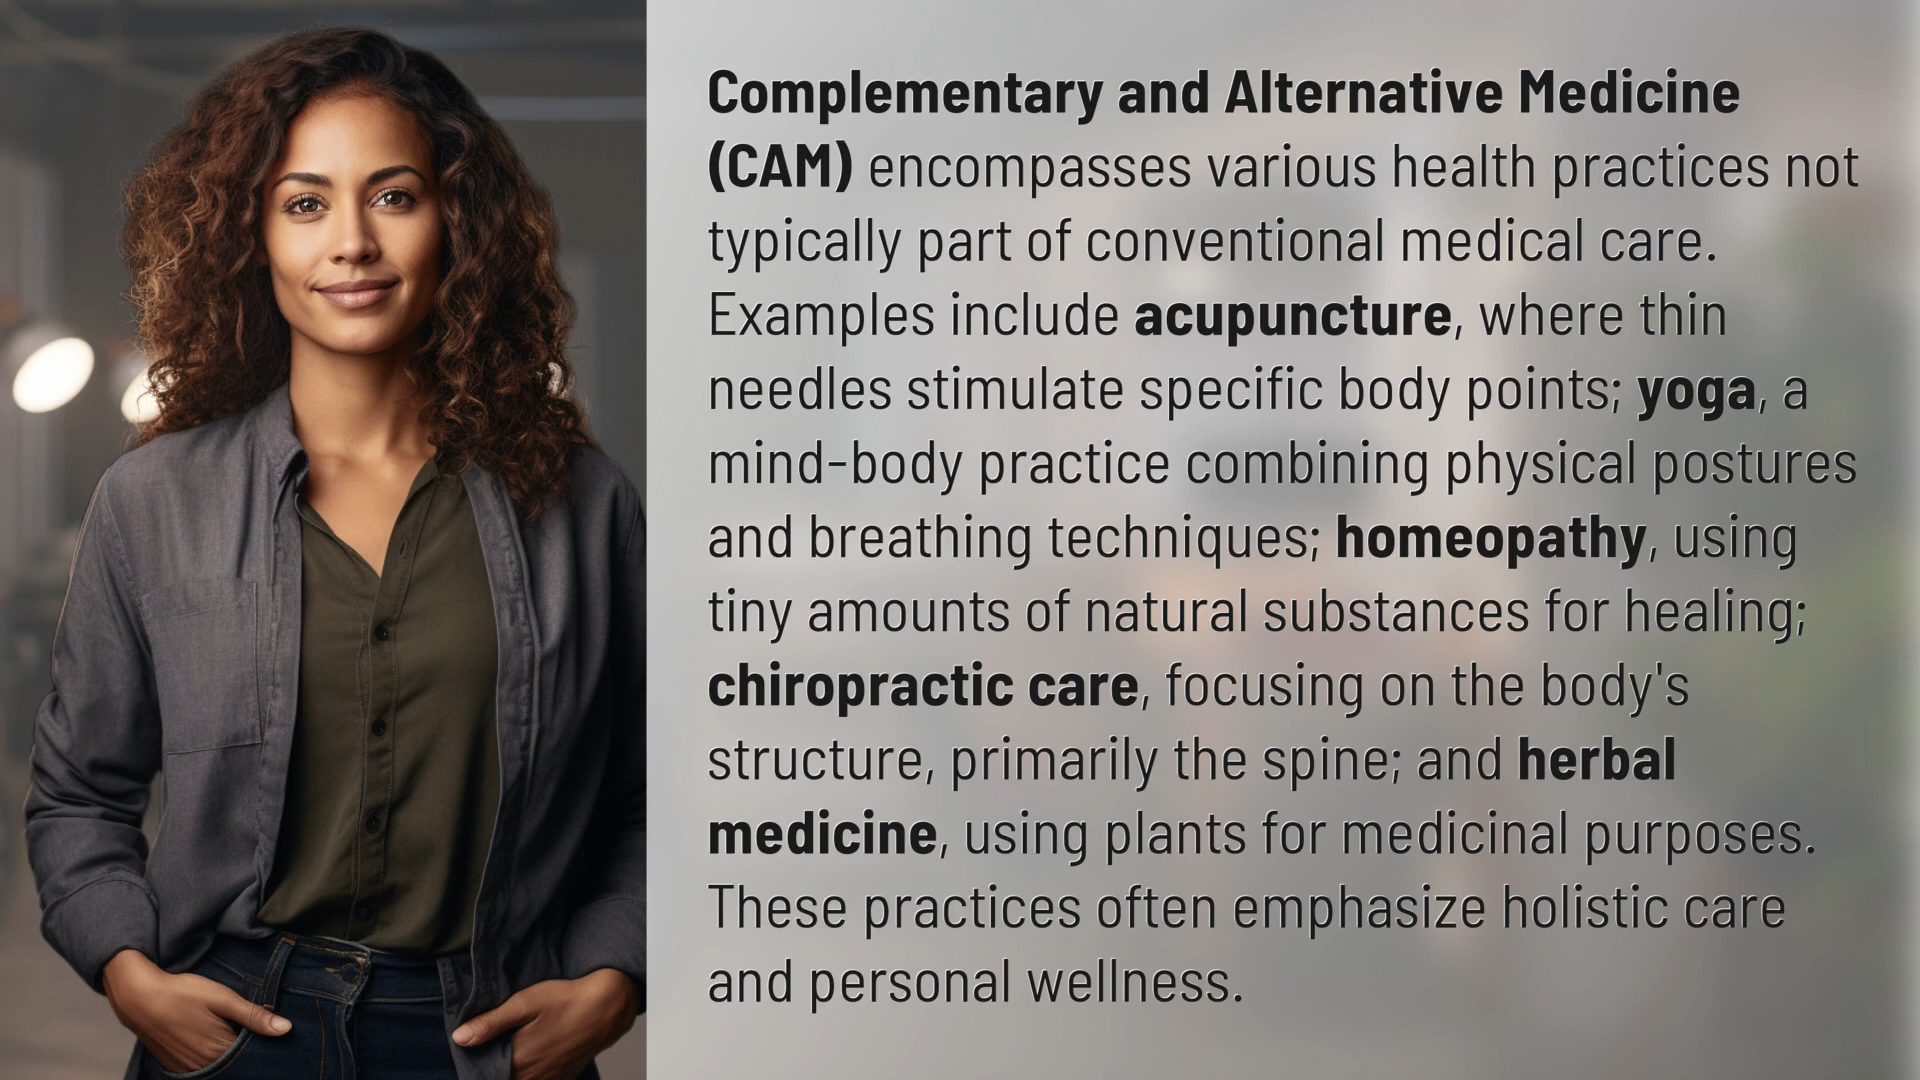 Complementary and Alternative Medicine
(CAM) encompasses various health practices not
typically part of conventional medical care.
Examples include acupuncture, where thin
needles stimulate specific body points; yoga, a
mind-body practice combining physical postures
and breathing techniques; homeopathy, using
tiny amounts of natural substances for healing;
chiropractic care, focusing on the body's
structure, primarily the spine; and herbal
medicine, using plants for medicinal purposes.
These practices often emphasize holistic care
and personal wellness.